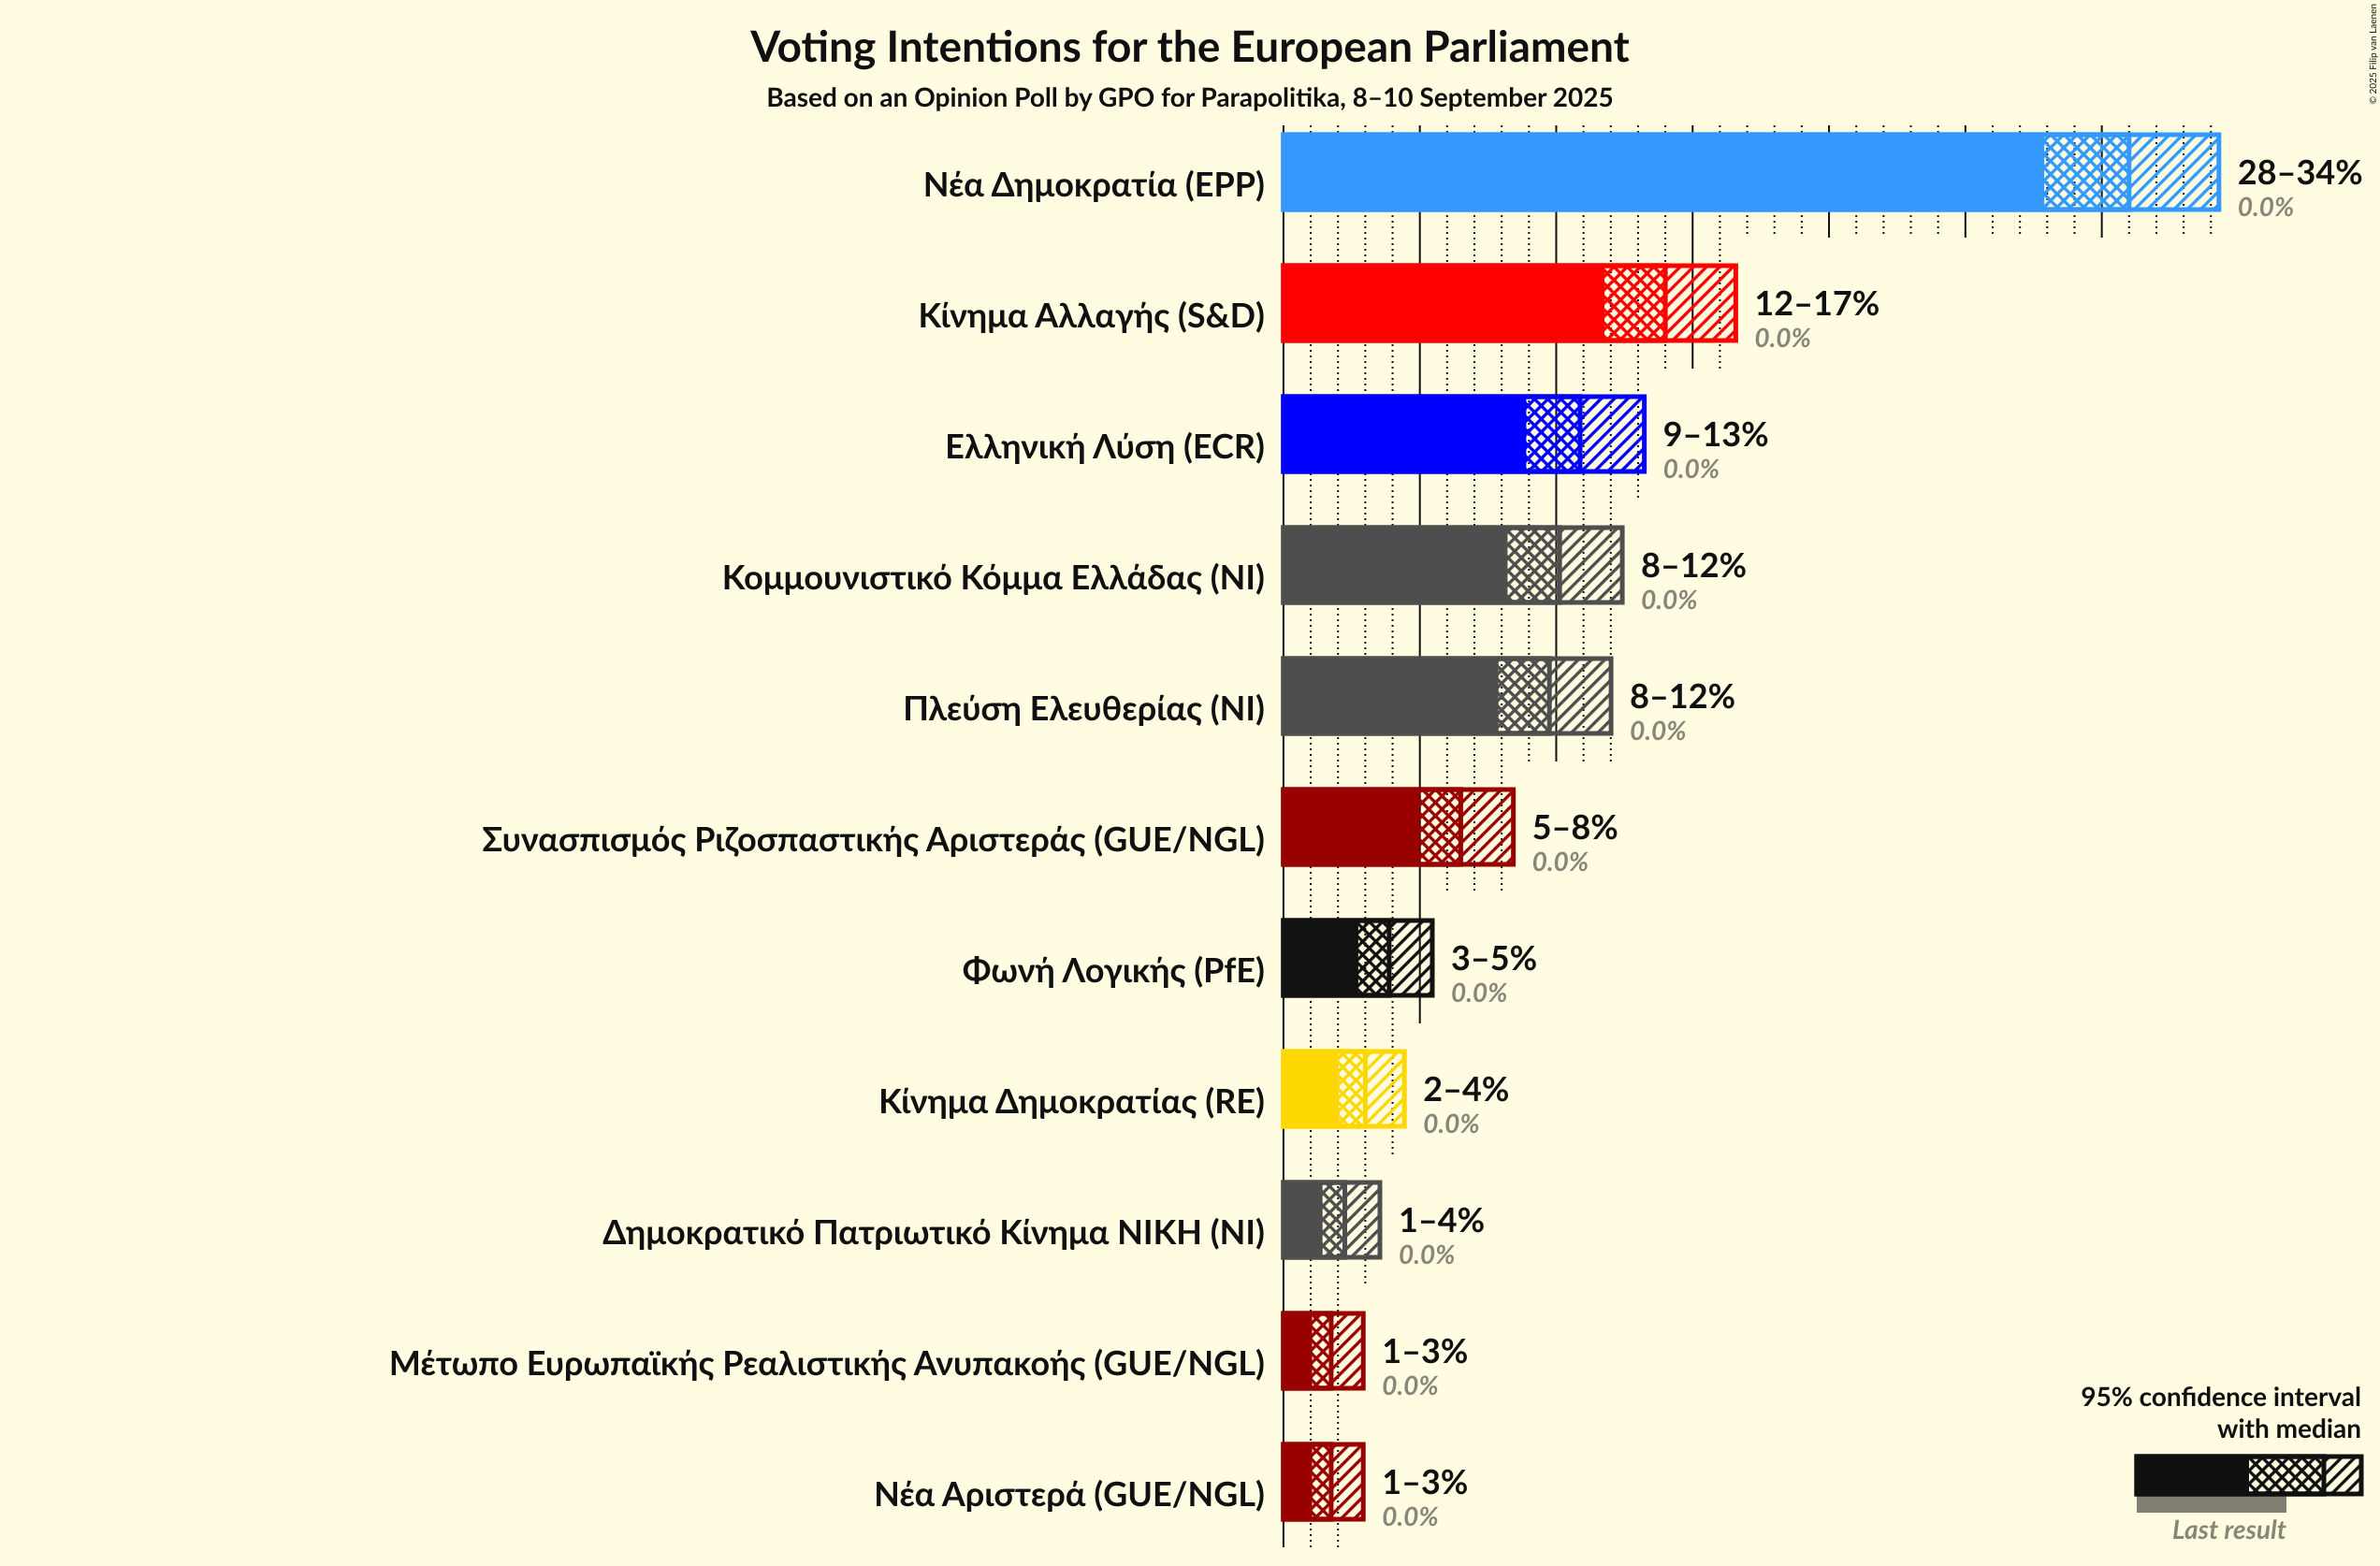 Voting Intentions for the European Parliament
Based on an Opinion Poll by GPO for Parapolitika, 8–10 September 2025
© 2025 Filip van Laenen
Νέα Δημοκρατία (EPP)
28–34%
0.0%
Κίνημα Αλλαγής (S&D)
12–17%
0.0%
Ελληνική Λύση (ECR)
9–13%
0.0%
Κομμουνιστικό Κόμμα Ελλάδας (NI)
8–12%
0.0%
Πλεύση Ελευθερίας (NI)
8–12%
0.0%
Συνασπισμός Ριζοσπαστικής Αριστεράς (GUE/NGL)
5–8%
0.0%
Φωνή Λογικής (PfE)
3–5%
0.0%
Κίνημα Δημοκρατίας (RE)
2–4%
0.0%
Δημοκρατικό Πατριωτικό Κίνημα ΝΙΚΗ (NI)
1–4%
0.0%
Μέτωπο Ευρωπαϊκής Ρεαλιστικής Ανυπακοής (GUE/NGL)
1–3%
0.0%
Νέα Αριστερά (GUE/NGL)
1–3%
0.0%
95% confidence interval
with median
Last result